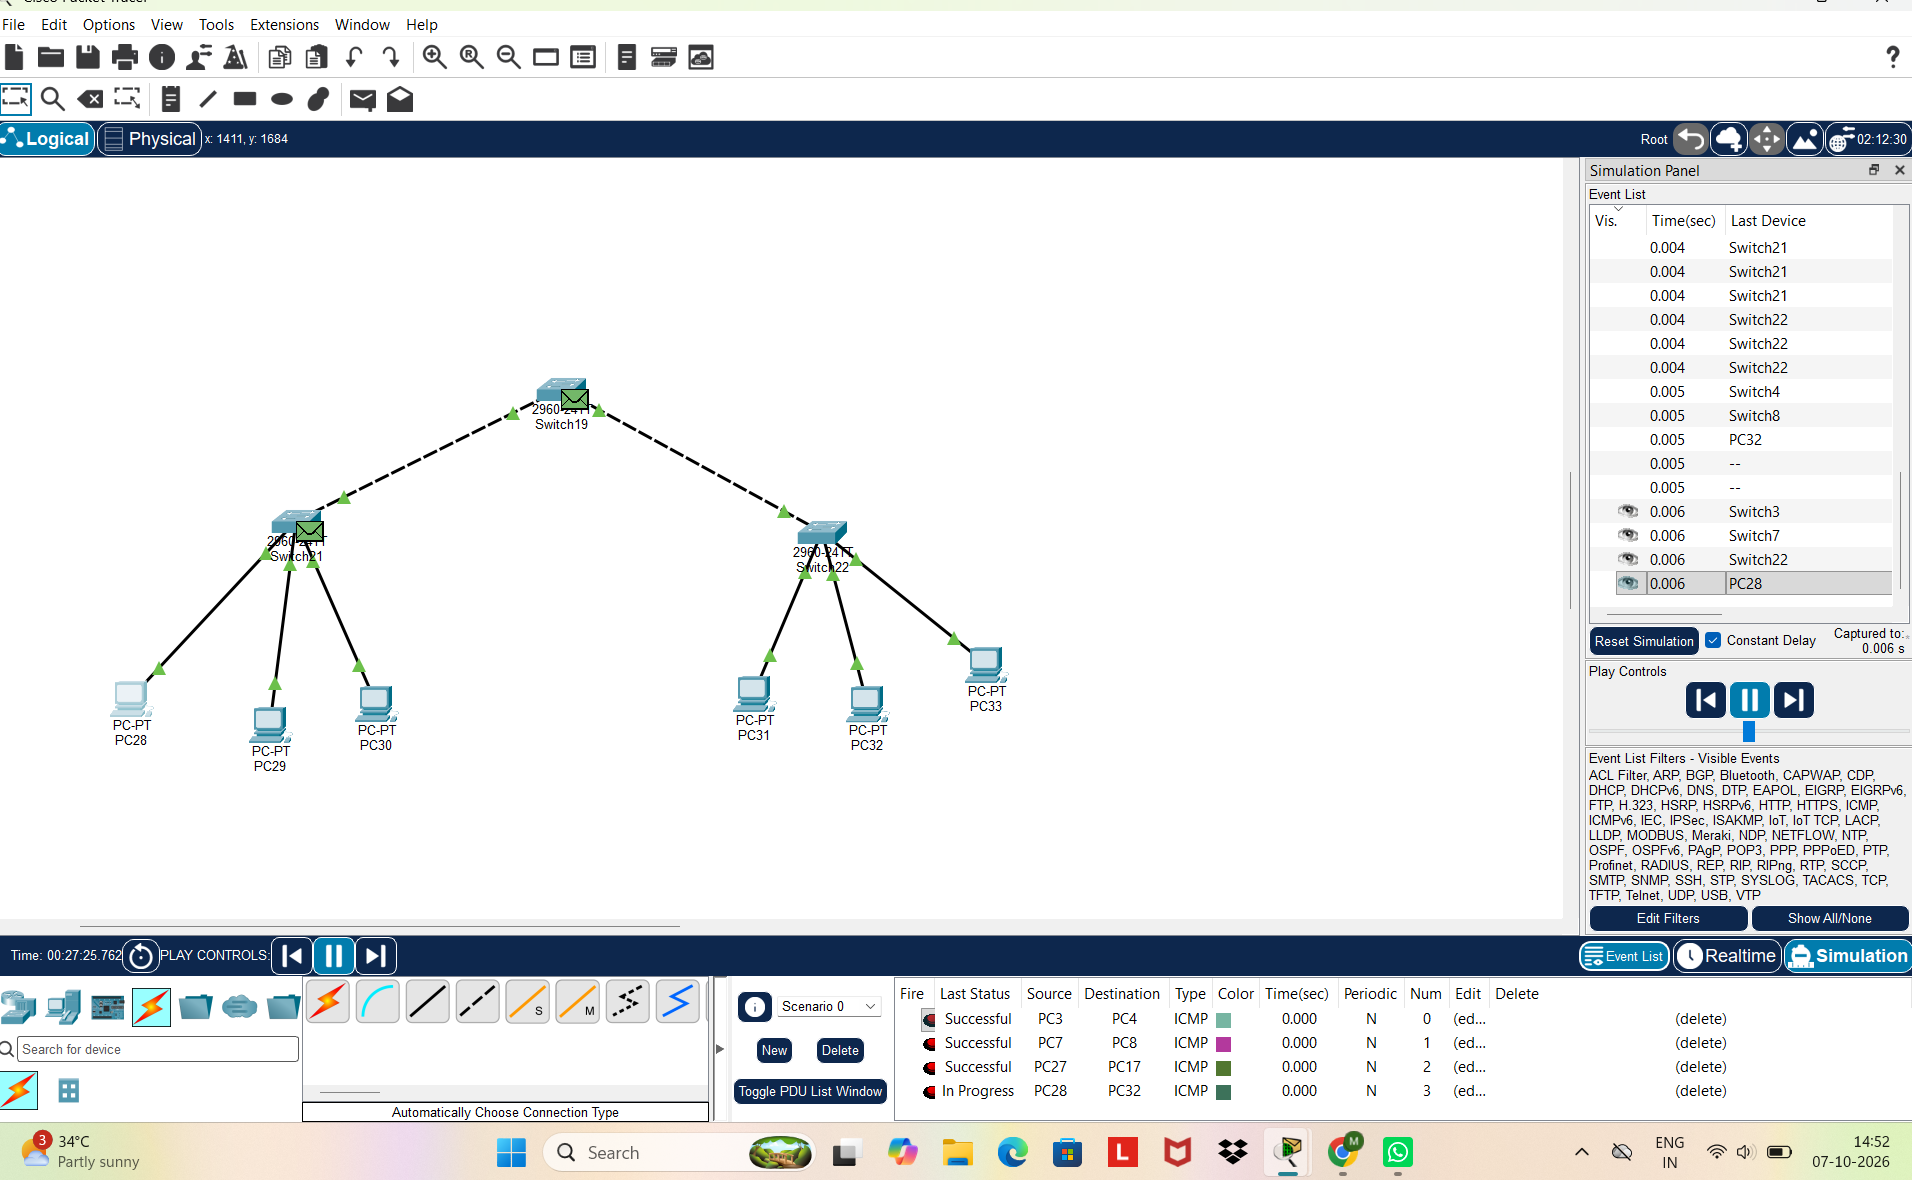 File Edit Options View Tools Extensions Window Help
Logical Physical x: 1411, y: 1684
Root 02:12:30
Simulation Panel
Event List
Vis. Time(sec) Last Device
0.004 Switch21
0.004 Switch21
0.004 Switch21
0.004 Switch22
0.004 Switch22
0.004 Switch22
0.005 Switch4
0.005 Switch8
0.005 PC32
0.005 --
0.005 --
0.006 Switch3
0.006 Switch7
0.006 Switch22
0.006 PC28
Reset Simulation Constant Delay Captured to:
0.006 s
Play Controls
Event List Filters - Visible Events
ACL Filter, ARP, BGP, Bluetooth, CAPWAP, CDP,
DHCP, DHCPv6, DNS, DTP, EAPOL, EIGRP, EIGRPv6,
FTP, H.323, HSRP, HSRPv6, HTTP, HTTPS, ICMP,
ICMPv6, IEC, IPSec, ISAKMP, IoT, IoT TCP, LACP,
LLDP, MODBUS, Meraki, NDP, NETFLOW, NTP,
OSPF, OSPFv6, PAgP, POP3, PPP, PPPoED, PTP,
Profinet, RADIUS, REP, RIP, RIPng, RTP, SCCP,
SMTP, SNMP, SSH, STP, SYSLOG, TACACS, TCP,
TFTP, Telnet, UDP, USB, VTP
Edit Filters Show All/None
2960-24TT
Switch19
2960-24TT
Switch21
2960-24TT
Switch22
PC-PT
PC28
PC-PT
PC29
PC-PT
PC30
PC-PT
PC31
PC-PT
PC32
PC-PT
PC33
Time: 00:27:25.762 PLAY CONTROLS:
Event List Realtime Simulation
S M
Search for device
Automatically Choose Connection Type
Scenario 0
New Delete
Toggle PDU List Window
Fire Last Status Source Destination Type Color Time(sec) Periodic Num Edit Delete
Successful PC3 PC4 ICMP 0.000 N 0 (ed... (delete)
Successful PC7 PC8 ICMP 0.000 N 1 (ed... (delete)
Successful PC27 PC17 ICMP 0.000 N 2 (ed... (delete)
In Progress PC28 PC32 ICMP 0.000 N 3 (ed... (delete)
3
34°C
Partly sunny
Search
L
M
ENG
IN
14:52
07-10-2026